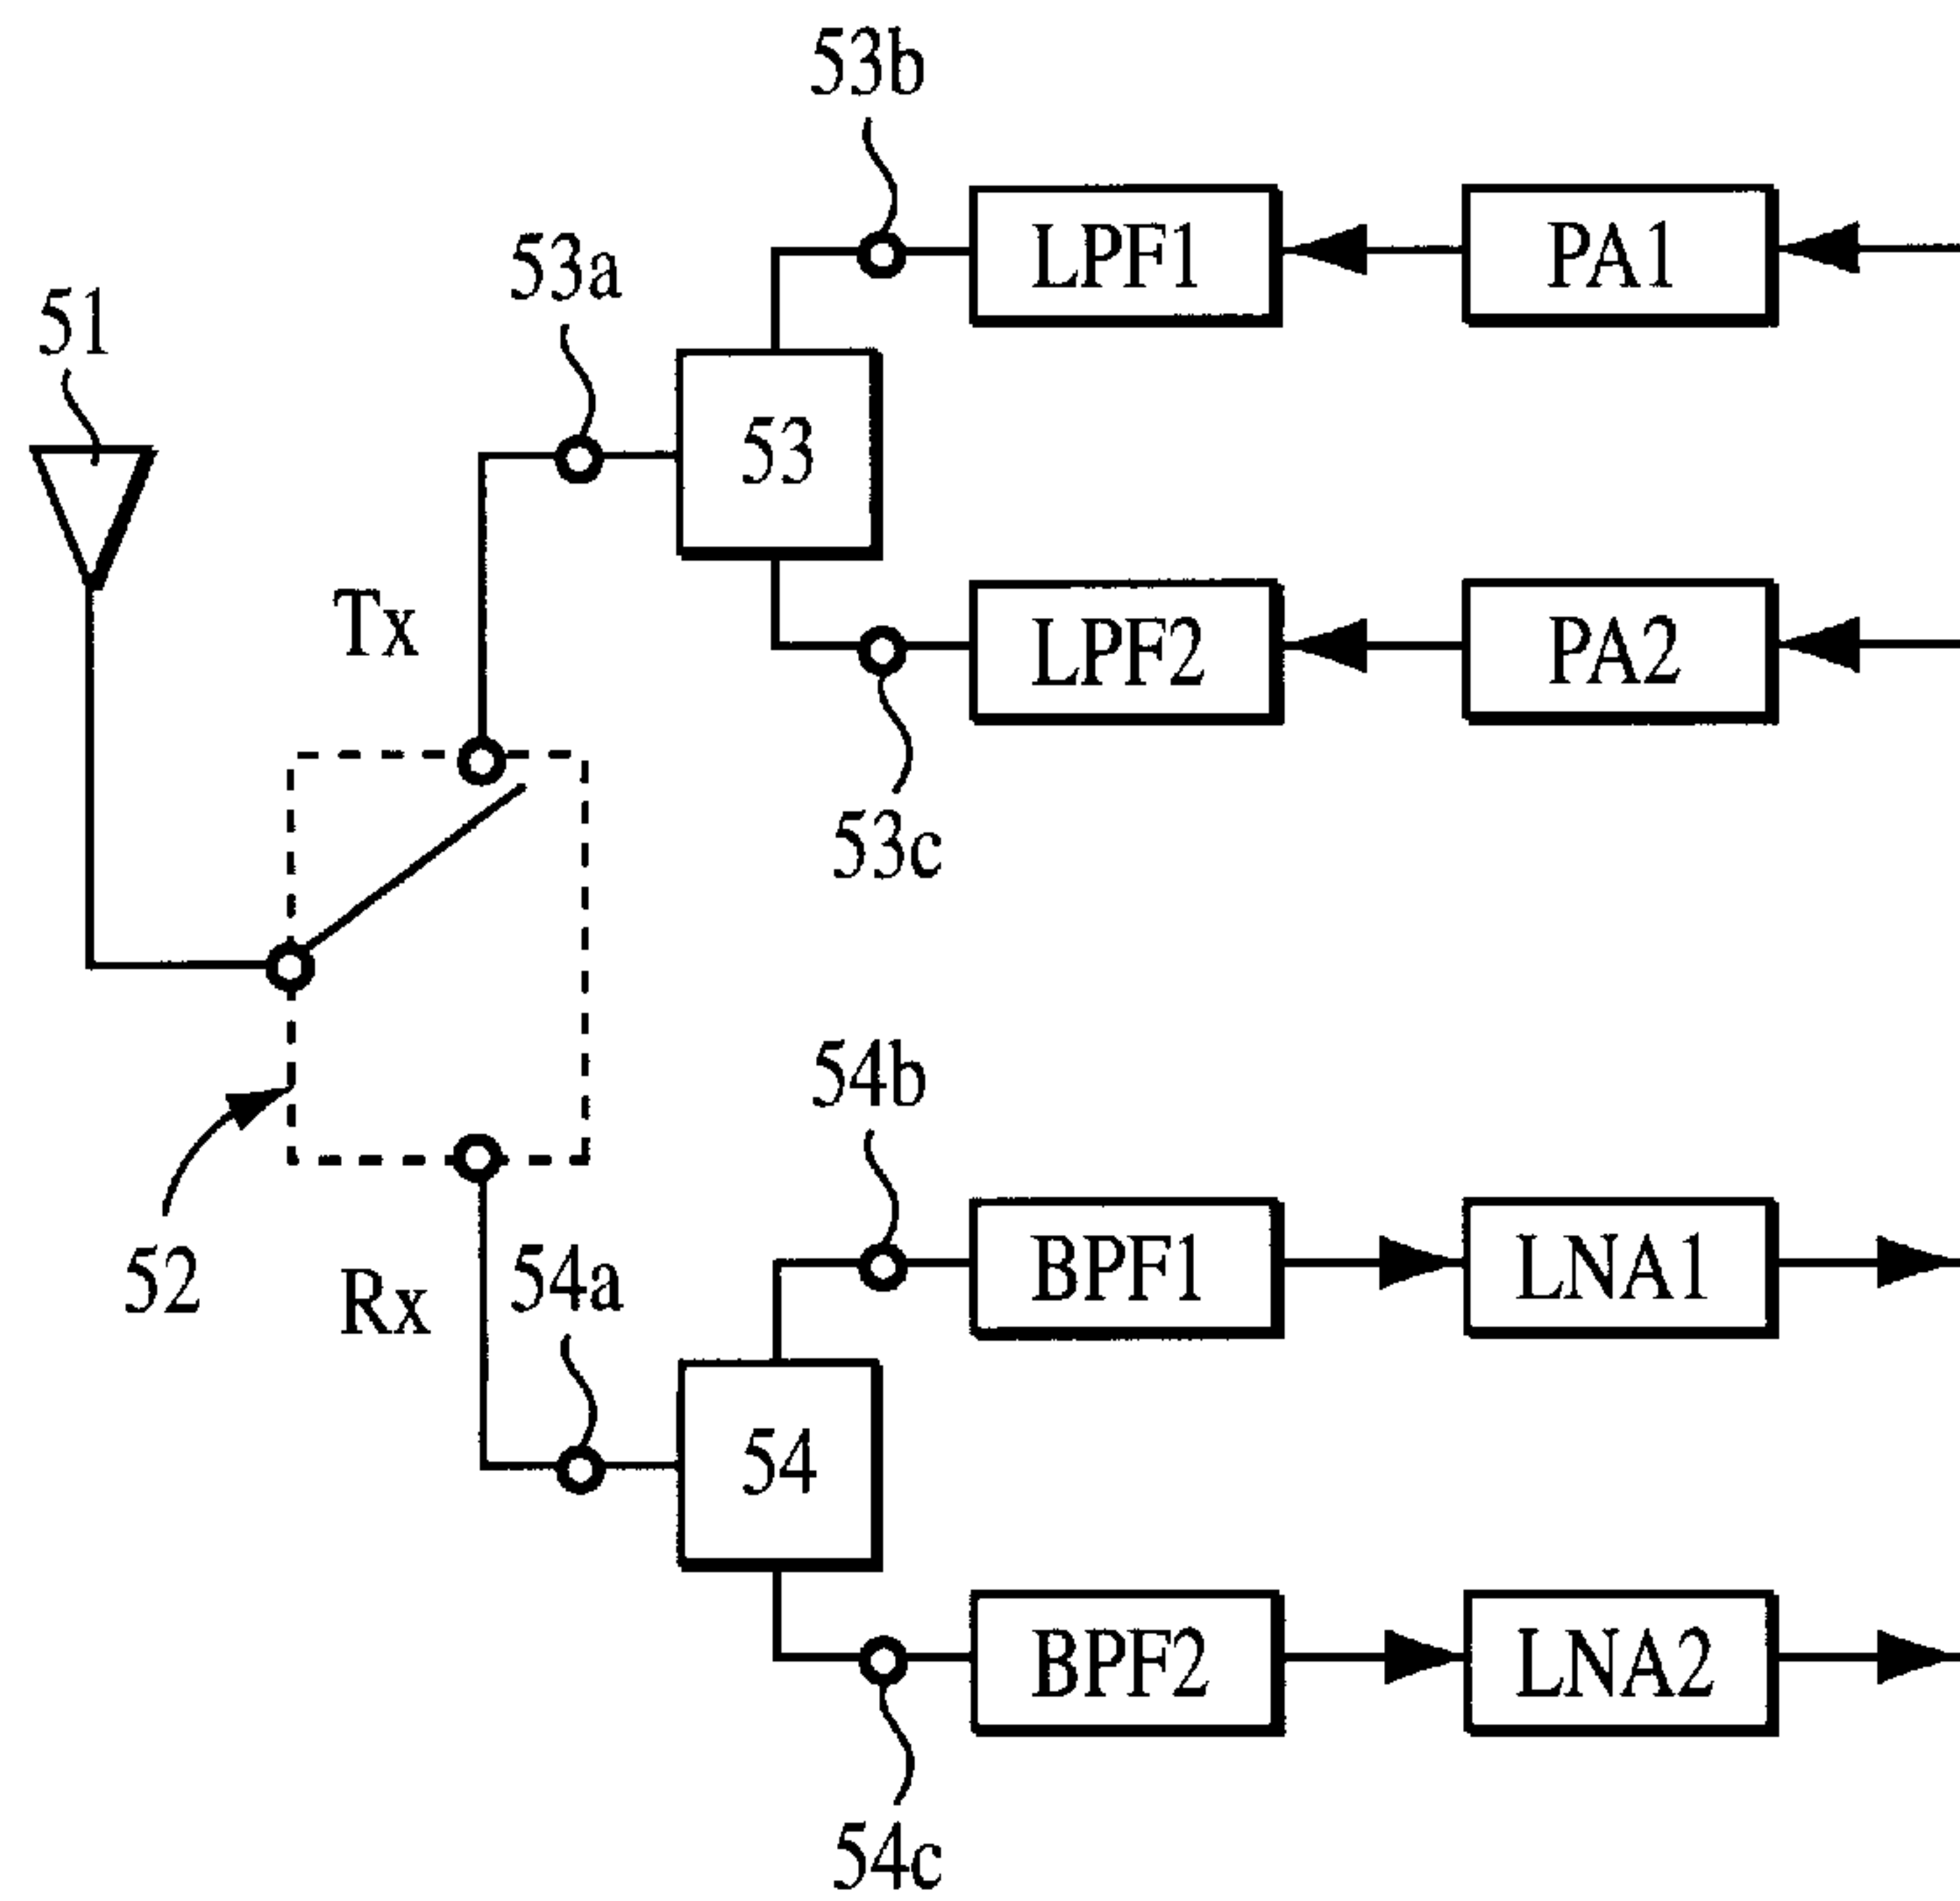 53b
53a
LPF1
PA1
51
53
Tx
LPF2
PA2
53c
54b
52
Rx
54a
BPF1
LNA1
54
BPF2
LNA2
54c